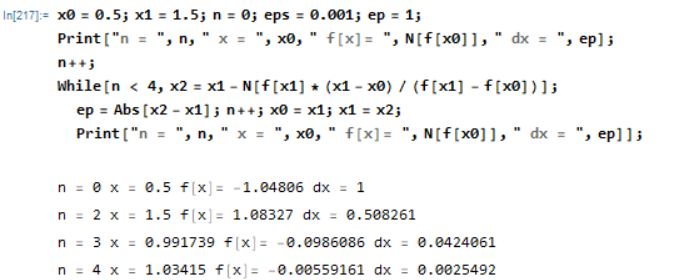 In[217]:= x0 = 0.5; x1 = 1.5; n = 0; eps = 0.001; ep = 1;
Print["n = ", n, " x = ", x0, " f[x]= ", N[f[x0]], " dx = ", ep];
n++;
While[n < 4, x2 = x1 - N[f[x1] * (x1 - x0) / (f[x1] - f[x0])];
ep = Abs[x2 - x1]; n++; x0 = x1; x1 = x2;
Print["n = ", n, " x = ", x0, " f[x]= ", N[f[x0]], " dx = ", ep]];
n = 0 x = 0.5 f[x]= -1.04806 dx = 1
n = 2 x = 1.5 f[x]= 1.08327 dx = 0.508261
n = 3 x = 0.991739 f[x]= -0.0986086 dx = 0.0424061
n = 4 x = 1.03415 f[x]= -0.00559161 dx = 0.0025492